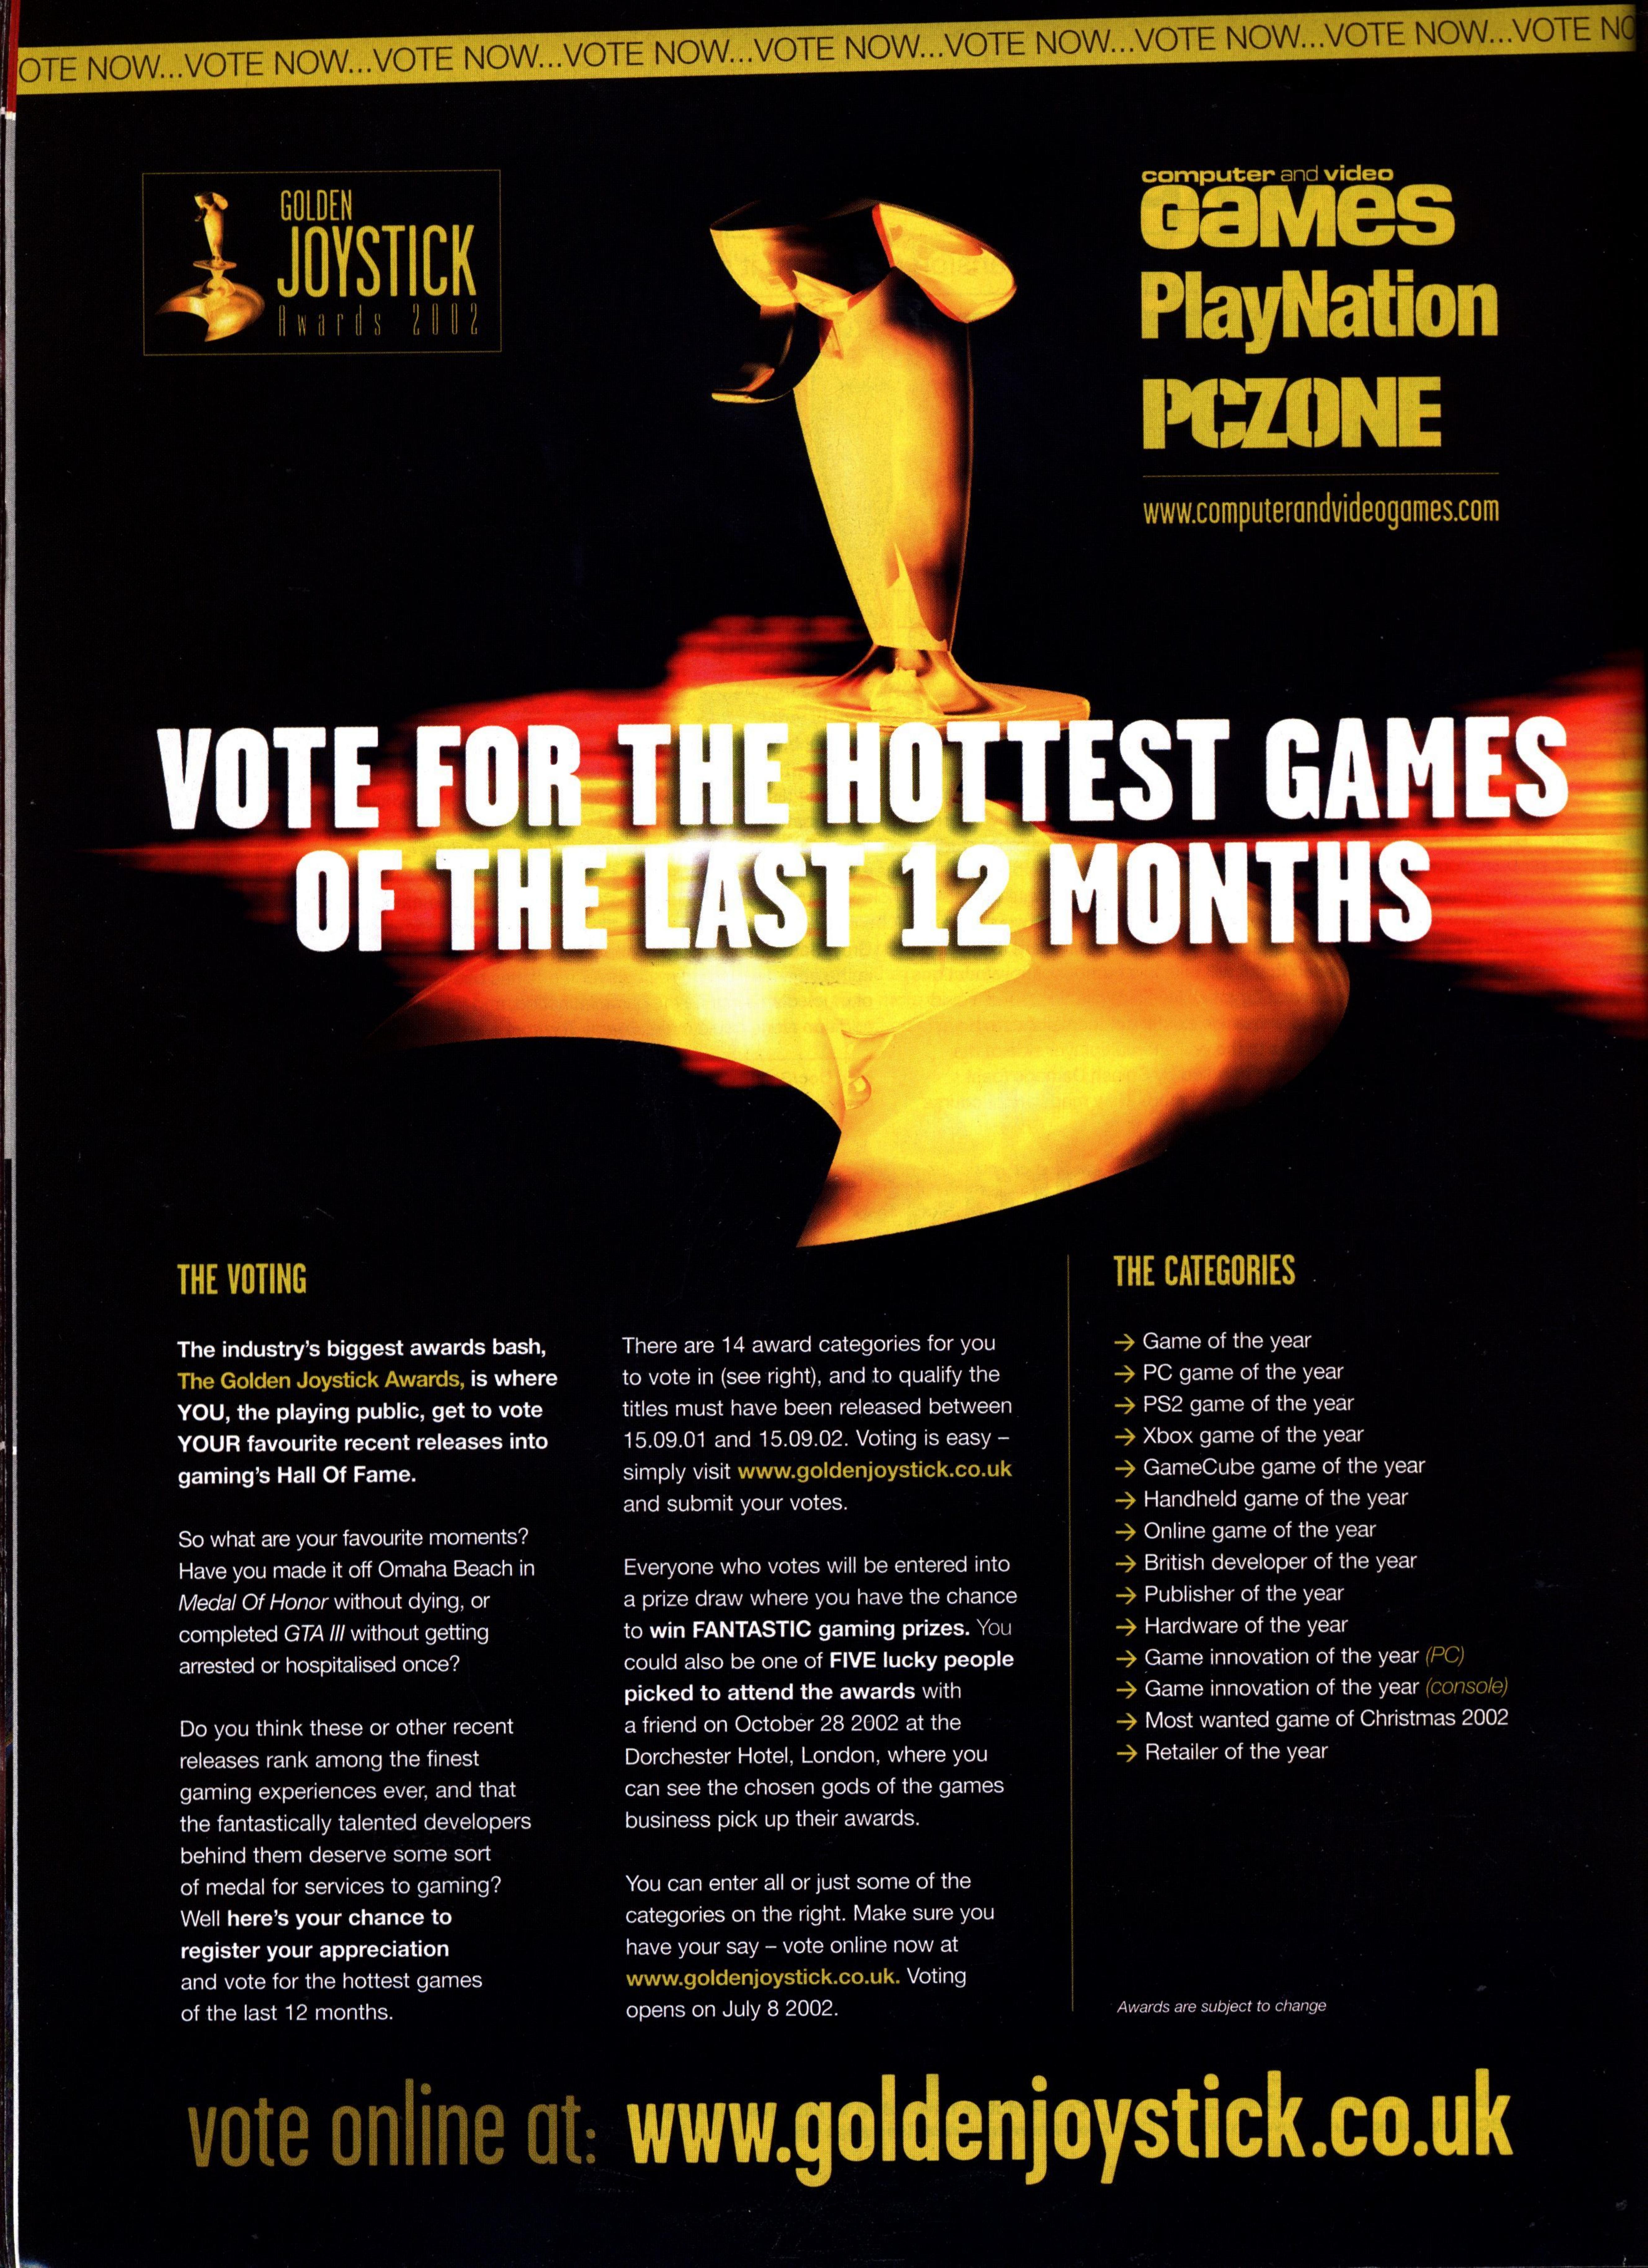 OTE NOW...VOTE NOW...VOTE NOW...VOTE NOW...VOTE NOW...VOTE NOW...VOTE NOW...VOTE NOW...VOTE NO
GOLDEN
JOYSTICK
Awards 2002
computer and video
GaMes
PlayNation
PCZONE
www.computerandvideogames.com
VOTE FOR THE HOTTEST GAMES
OF THE LAST 12 MONTHS
THE VOTING
The industry's biggest awards bash,
The Golden Joystick Awards, is where
YOU, the playing public, get to vote
YOUR favourite recent releases into
gaming's Hall Of Fame.
So what are your favourite moments?
Have you made it off Omaha Beach in
Medal Of Honor without dying, or
completed GTA III without getting
arrested or hospitalised once?
Do you think these or other recent
releases rank among the finest
gaming experiences ever, and that
the fantastically talented developers
behind them deserve some sort
of medal for services to gaming?
Well here's your chance to
register your appreciation
and vote for the hottest games
of the last 12 months.
There are 14 award categories for you
to vote in (see right), and to qualify the
titles must have been released between
15.09.01 and 15.09.02. Voting is easy –
simply visit www.goldenjoystick.co.uk
and submit your votes.
Everyone who votes will be entered into
a prize draw where you have the chance
to win FANTASTIC gaming prizes. You
could also be one of FIVE lucky people
picked to attend the awards with
a friend on October 28 2002 at the
Dorchester Hotel, London, where you
can see the chosen gods of the games
business pick up their awards.
You can enter all or just some of the
categories on the right. Make sure you
have your say – vote online now at
www.goldenjoystick.co.uk. Voting
opens on July 8 2002.
THE CATEGORIES
→ Game of the year
→ PC game of the year
→ PS2 game of the year
→ Xbox game of the year
→ GameCube game of the year
→ Handheld game of the year
→ Online game of the year
→ British developer of the year
→ Publisher of the year
→ Hardware of the year
→ Game innovation of the year (PC)
→ Game innovation of the year (console)
→ Most wanted game of Christmas 2002
→ Retailer of the year
Awards are subject to change
vote online at: www.goldenjoystick.co.uk